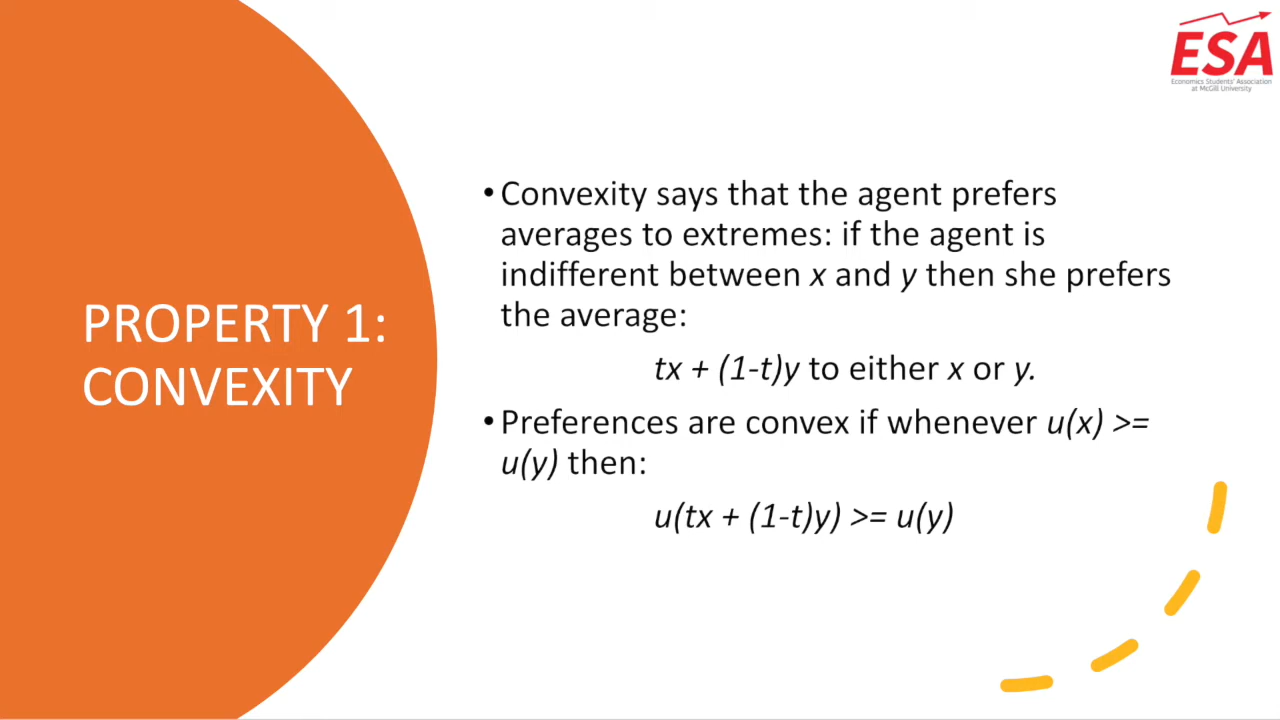 ESA
Economics Students' Association
at McGill University
PROPERTY 1:
CONVEXITY
• Convexity says that the agent prefers
averages to extremes: if the agent is
indifferent between x and y then she prefers
the average:
tx + (1-t)y to either x or y.
• Preferences are convex if whenever u(x) >=
u(y) then:
u(tx + (1-t)y) >= u(y)